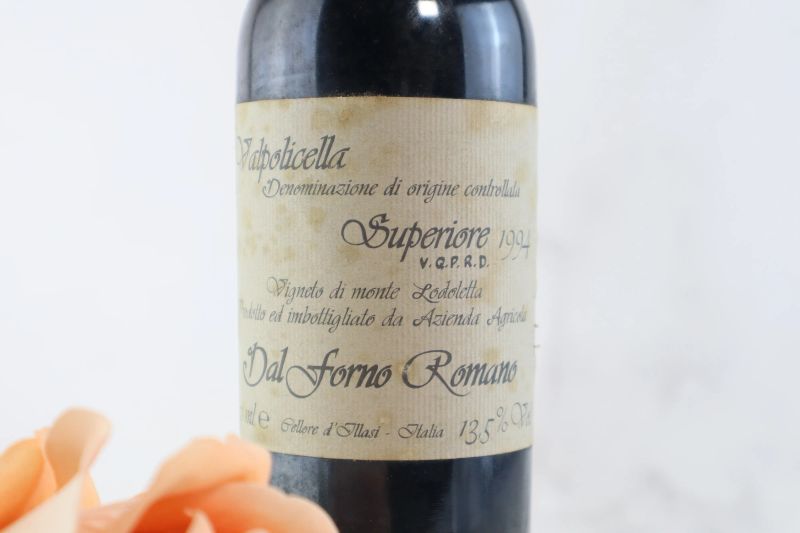 Valpolicella
Denominazione di origine controllata
Superiore 1994
V.Q.P.R.D.
Vigneto di monte Lodoletta
Prodotto ed imbottigliato da Azienda Agricola
Dal Forno Romano
ml e Cellore d'Illasi - Italia 13,5% Vol.